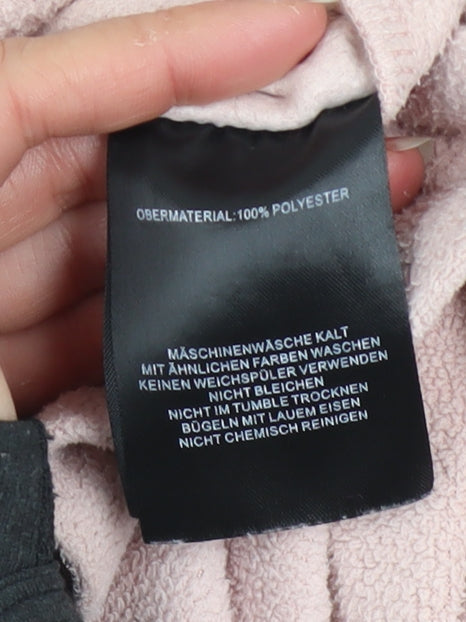 OBERMATERIAL:100% POLYESTER
MÄSCHINENWÄSCHE KALT
MIT ÄHNLICHEN FARBEN WASCHEN
KEINEN WEICHSPÜLER VERWENDEN
NICHT BLEICHEN
NICHT IM TUMBLE TROCKNEN
BÜGELN MIT LAUEM EISEN
NICHT CHEMISCH REINIGEN